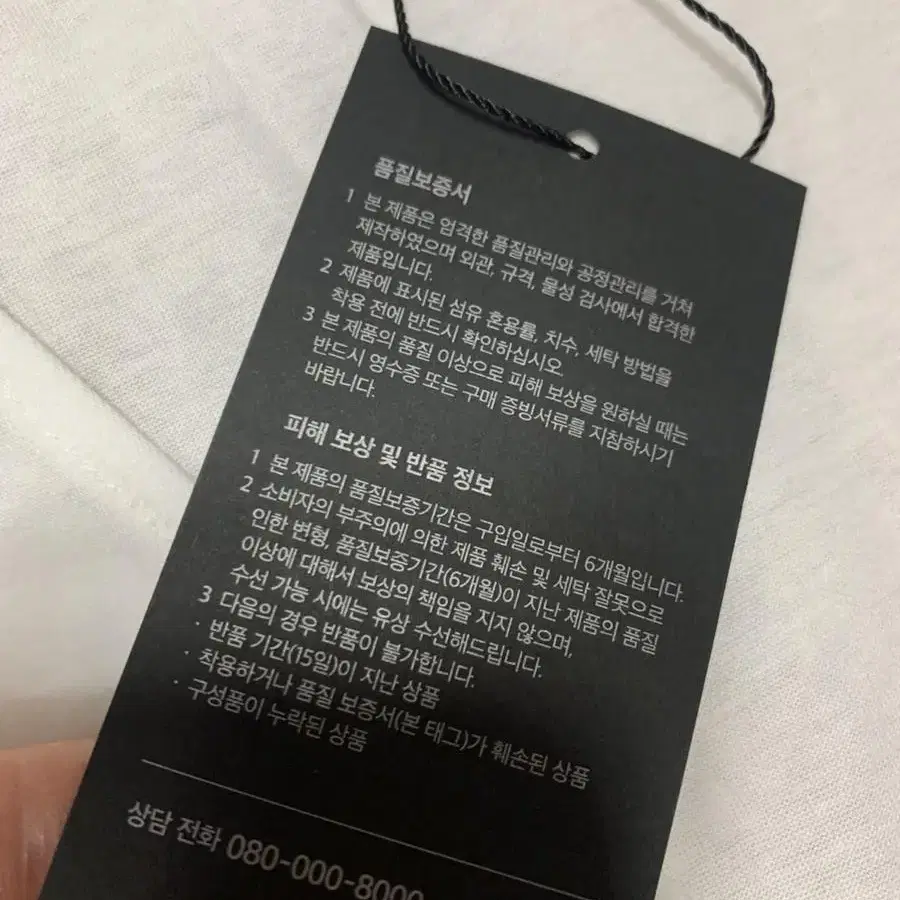 품질보증서
1 본 제품은 엄격한 품질관리와 공정관리를 거쳐
제작하였으며 외관, 규격, 물성 검사에서 합격한
제품입니다.
2 제품에 표시된 섬유 혼용률, 치수, 세탁 방법을
착용 전에 반드시 확인하십시오.
3 본 제품의 품질 이상으로 피해 보상을 원하실 때는
반드시 영수증 또는 구매 증빙서류를 지참하시기
바랍니다.
피해 보상 및 반품 정보
1 본 제품의 품질보증기간은 구입일로부터 6개월입니다.
2 소비자의 부주의에 의한 제품 훼손 및 세탁 잘못으로
인한 변형, 품질보증기간(6개월)이 지난 제품의 품질
이상에 대해서 보상의 책임을 지지 않으며,
수선 가능 시에는 유상 수선해드립니다.
3 다음의 경우 반품이 불가합니다.
· 반품 기간(15일)이 지난 상품
· 착용하거나 품질 보증서(본 태그)가 훼손된 상품
· 구성품이 누락된 상품
상담 전화 080-000-8000